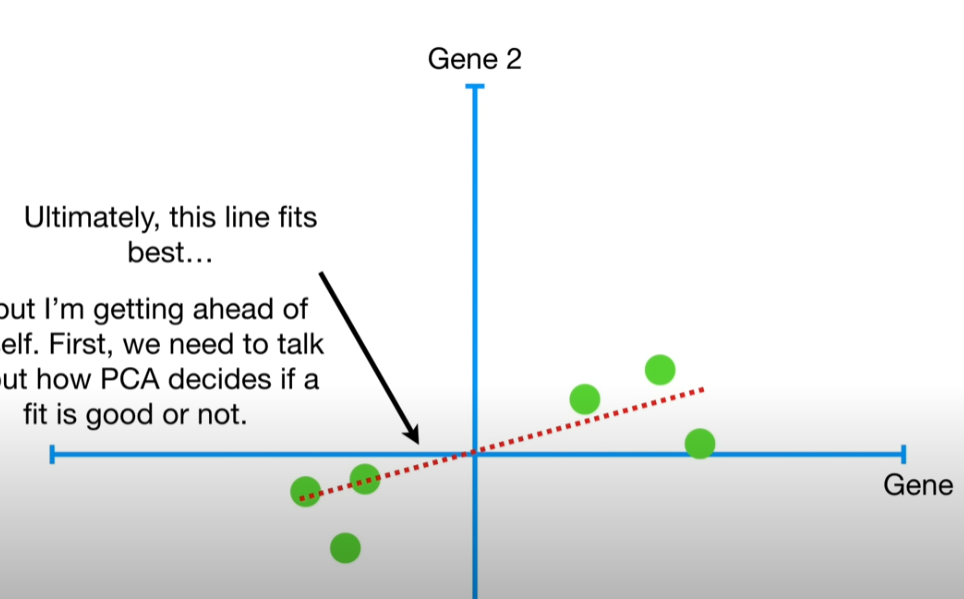 Gene 2
Ultimately, this line fits
best...
out I'm getting ahead of
elf. First, we need to talk
ut how PCA decides if a
fit is good or not.
Gene